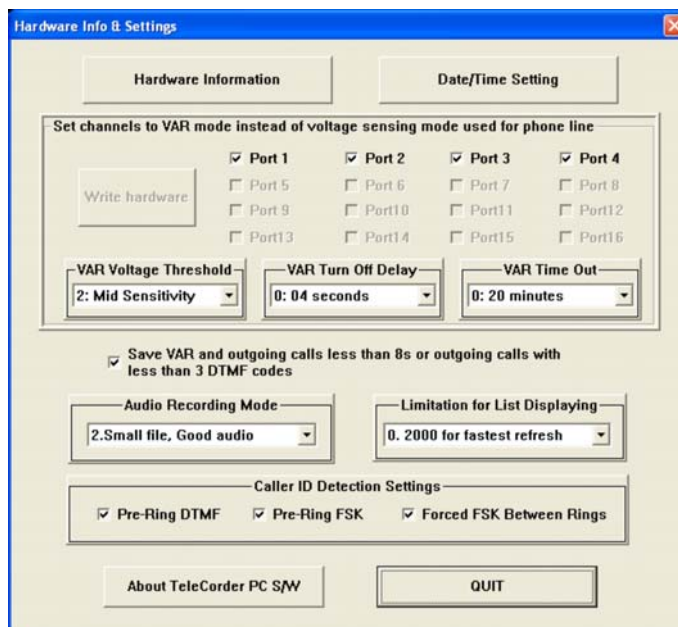 Hardware Info & Settings
Hardware Information
Date/Time Setting
Set channels to VAR mode instead of voltage sensing mode used for phone line
Write hardware
Port 1 Port 2 Port 3 Port 4
Port 5 Port 6 Port 7 Port 8
Port 9 Port10 Port11 Port12
Port13 Port14 Port15 Port16
VAR Voltage Threshold
2: Mid Sensitivity
VAR Turn Off Delay
0: 04 seconds
VAR Time Out
0: 20 minutes
Save VAR and outgoing calls less than 8s or outgoing calls with
less than 3 DTMF codes
Audio Recording Mode
2.Small file, Good audio
Limitation for List Displaying
0. 2000 for fastest refresh
Caller ID Detection Settings
Pre-Ring DTMF Pre-Ring FSK Forced FSK Between Rings
About TeleCorder PC S/W
QUIT